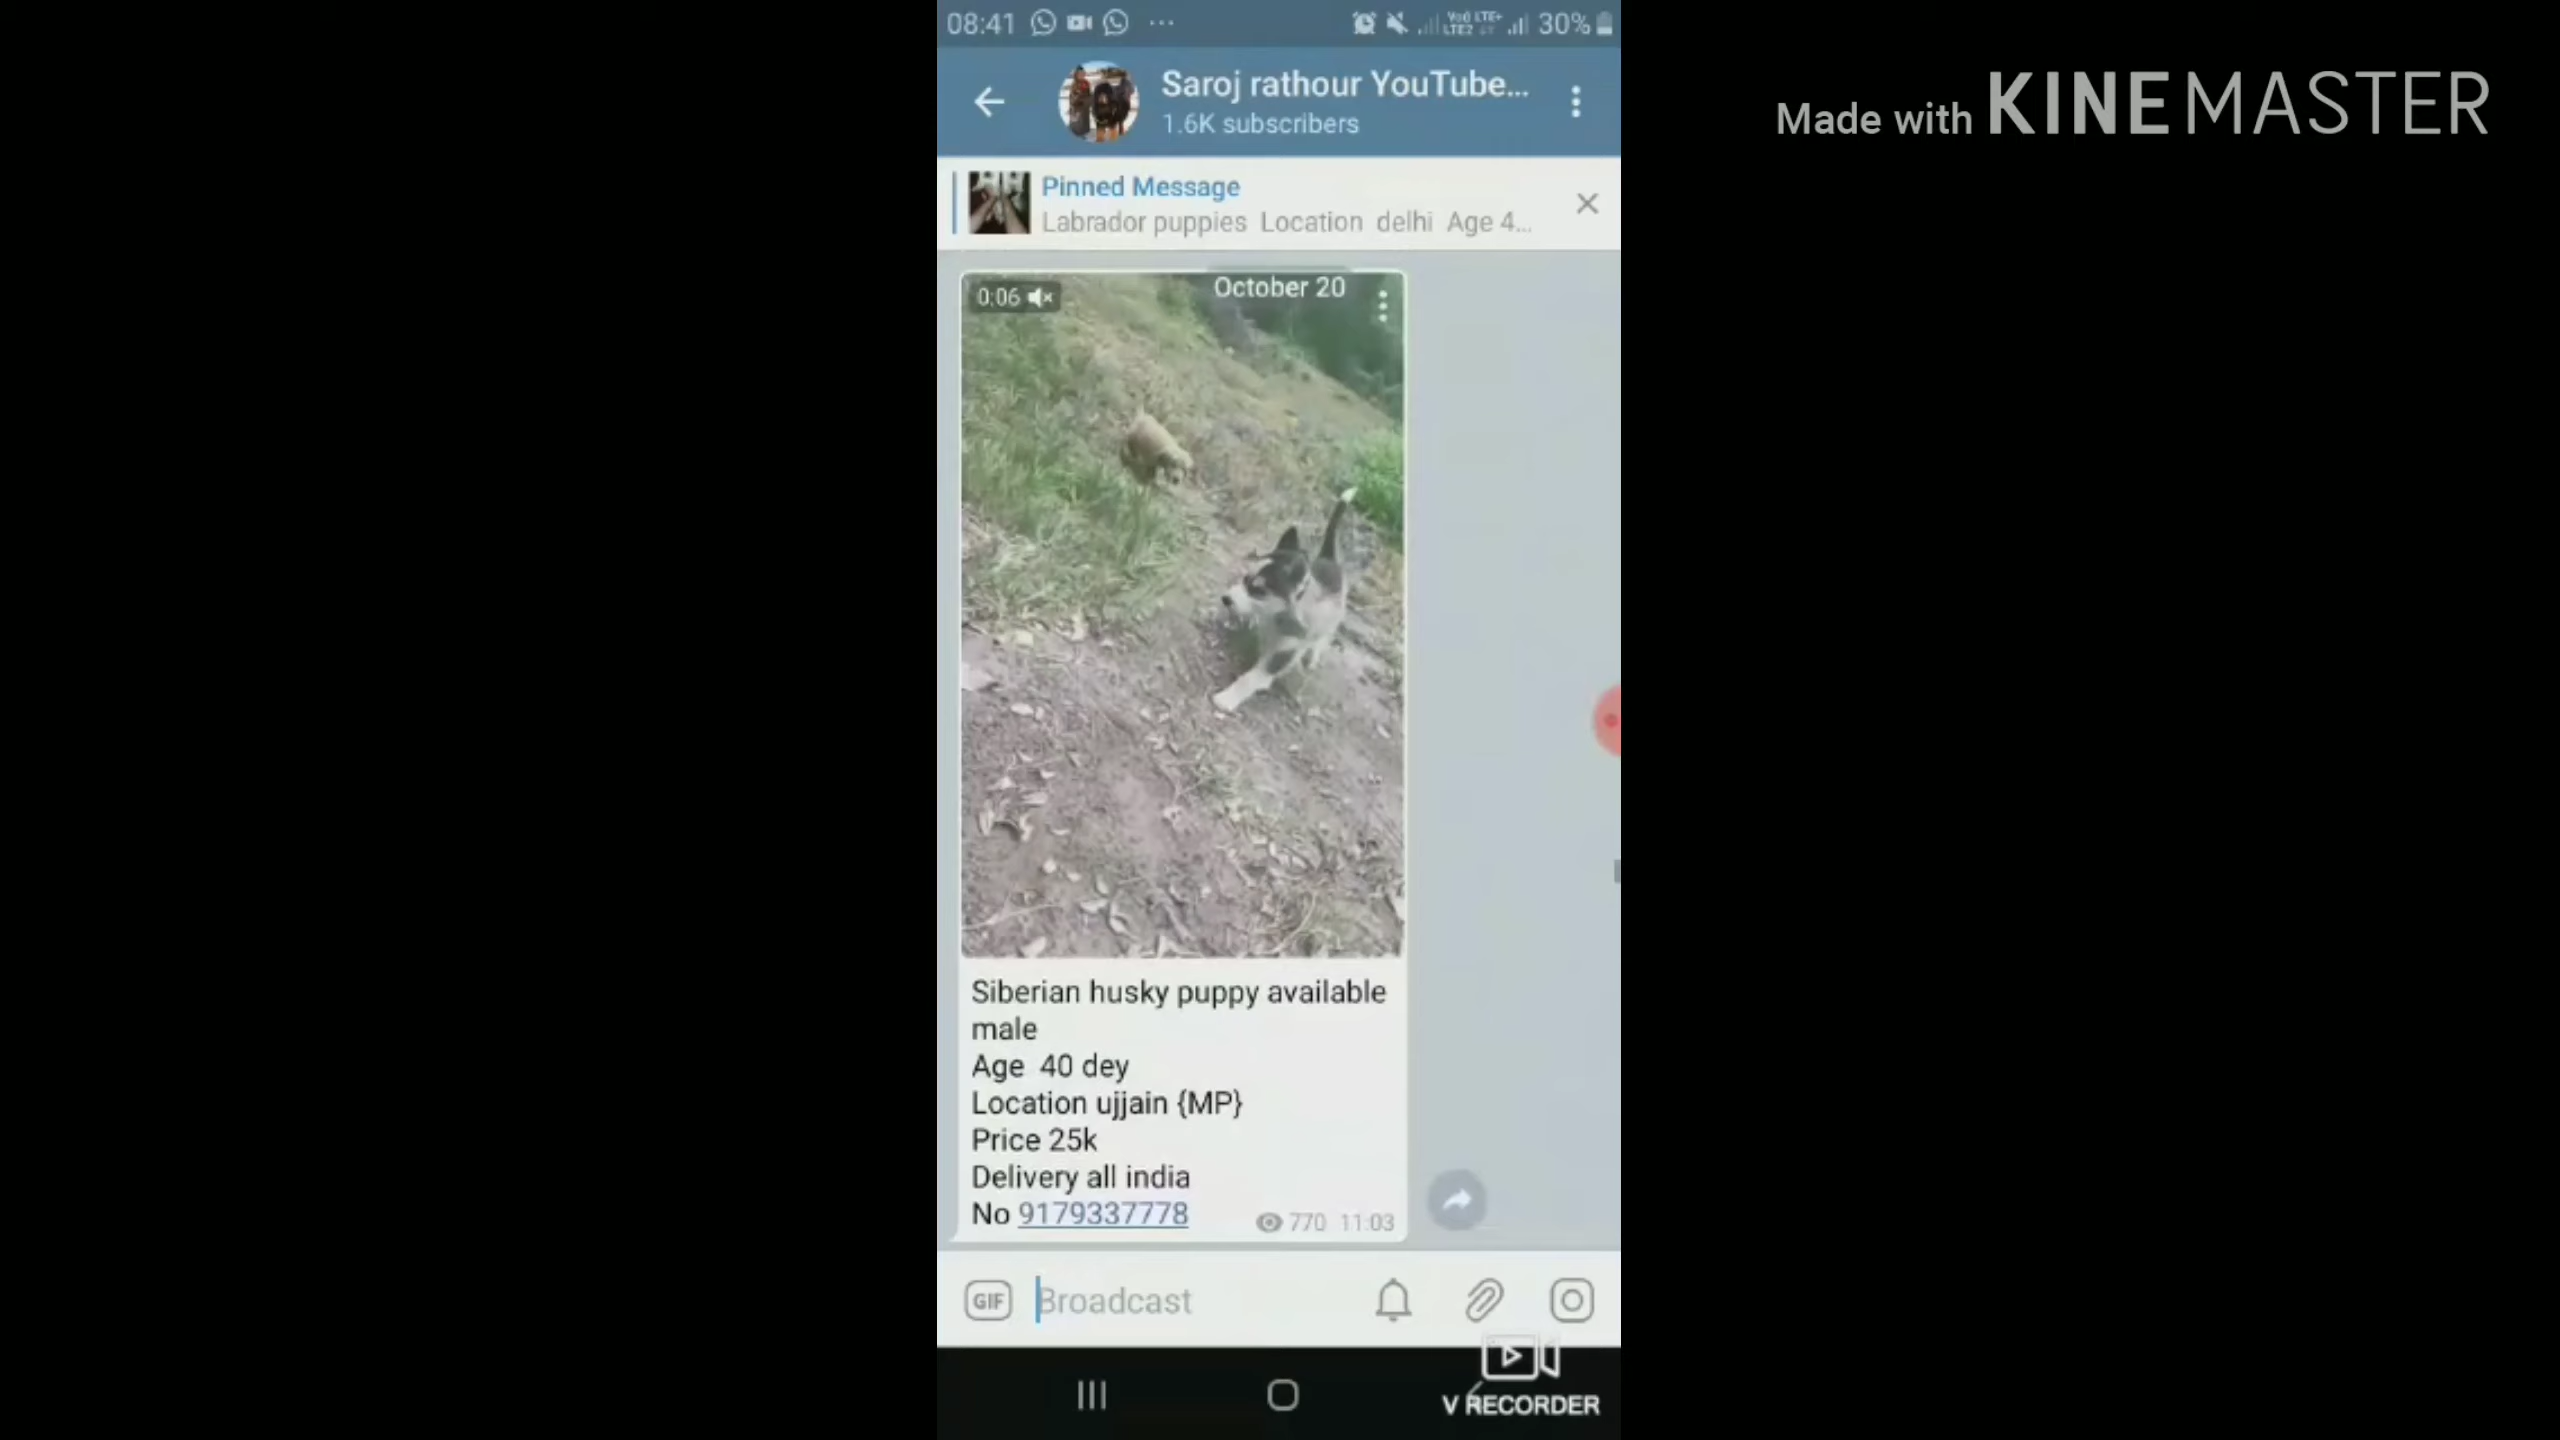 08:41
30%
Made with KINEMASTER
Saroj rathour YouTube...
1.6K subscribers
Pinned Message
Labrador puppies Location delhi Age 4...
0:06
October 20
Siberian husky puppy available
male
Age 40 dey
Location ujjain {MP}
Price 25k
Delivery all india
No 9179337778
770 11:03
GIF
Broadcast
V RECORDER